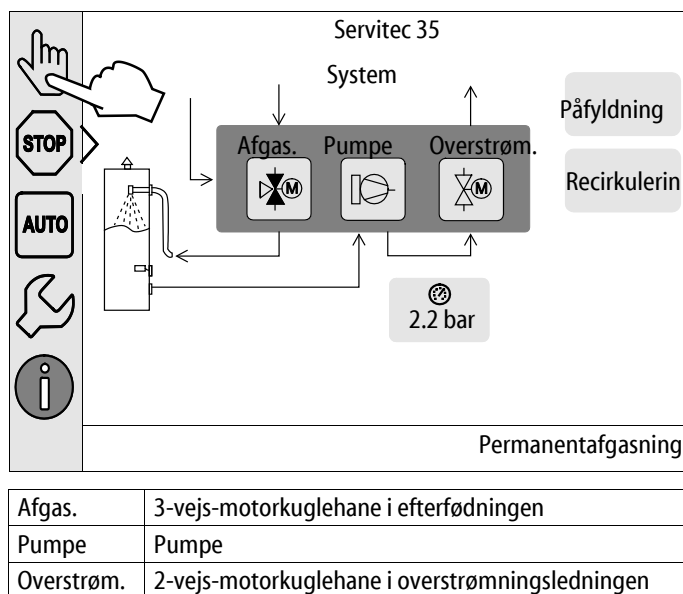 Servitec 35
System
Påfyldning
STOP
Afgas. Pumpe Overstrøm.
M M
Recirkulerin
AUTO
2.2 bar
Permanentafgasning
Afgas. 3-vejs-motorkuglehane i efterfødningen
Pumpe Pumpe
Overstrøm. 2-vejs-motorkuglehane i overstrømningsledningen